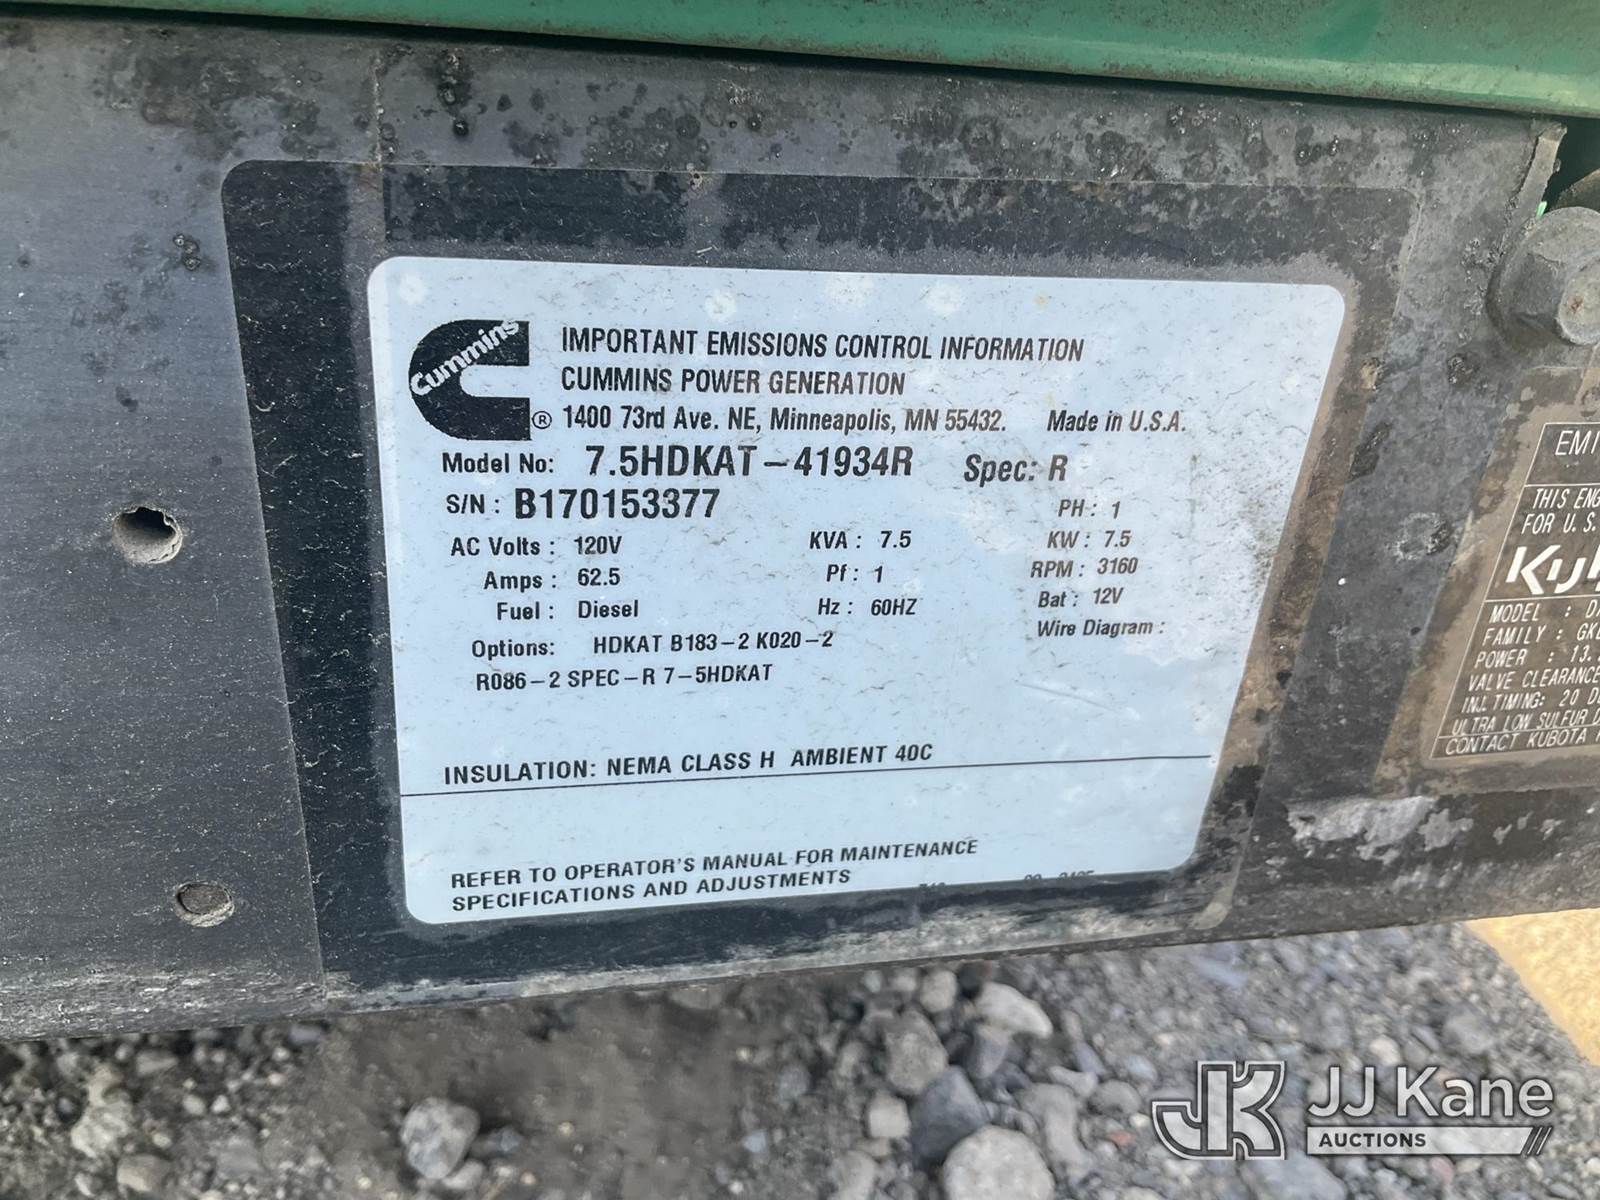 Cummins
®
IMPORTANT EMISSIONS CONTROL INFORMATION
CUMMINS POWER GENERATION
1400 73rd Ave. NE, Minneapolis, MN 55432. Made in U.S.A.
Model No: 7.5HDKAT-41934R Spec: R
S/N : B170153377 PH : 1
AC Volts : 120V KVA : 7.5 KW : 7.5
Amps : 62.5 Pf : 1 RPM : 3160
Fuel : Diesel Hz : 60HZ Bat : 12V
Wire Diagram :
Options: HDKAT B183-2 K020-2
R086-2 SPEC-R 7-5HDKAT
INSULATION: NEMA CLASS H AMBIENT 40C
REFER TO OPERATOR'S MANUAL FOR MAINTENANCE
SPECIFICATIONS AND ADJUSTMENTS
THIS
FOR U.S.
MODEL :
FAMILY :
POWER : 13.
VALVE CLEARANCE
INJ. TIMING: 20
ULTRA LOW SULFUR
CONTACT KUBOTA
JK JJ Kane
AUCTIONS